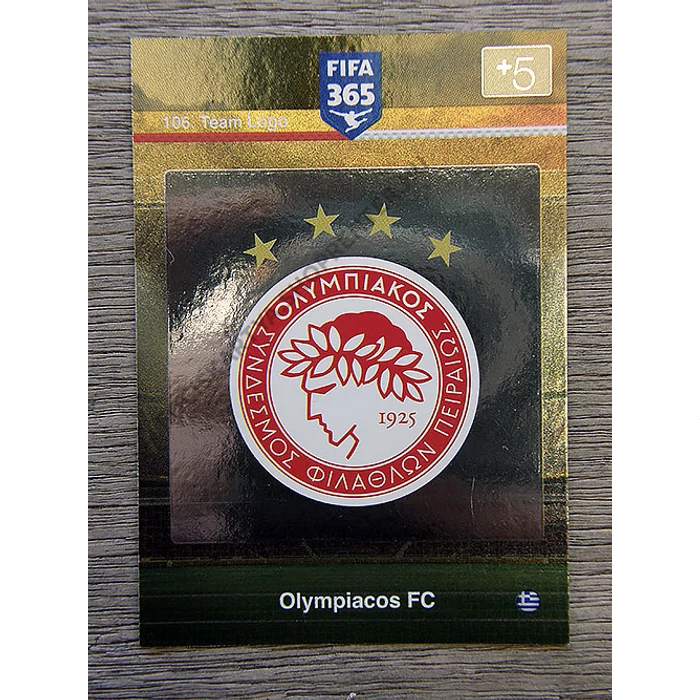 FIFA
365
+5
106. Team Logo
ΟΛΥΜΠΙΑΚΟΣ
ΣΥΝΔΕΣΜΟΣ ΦΙΛΑΘΛΩΝ ΠΕΙΡΑΙΩΣ
1925
Olympiacos FC